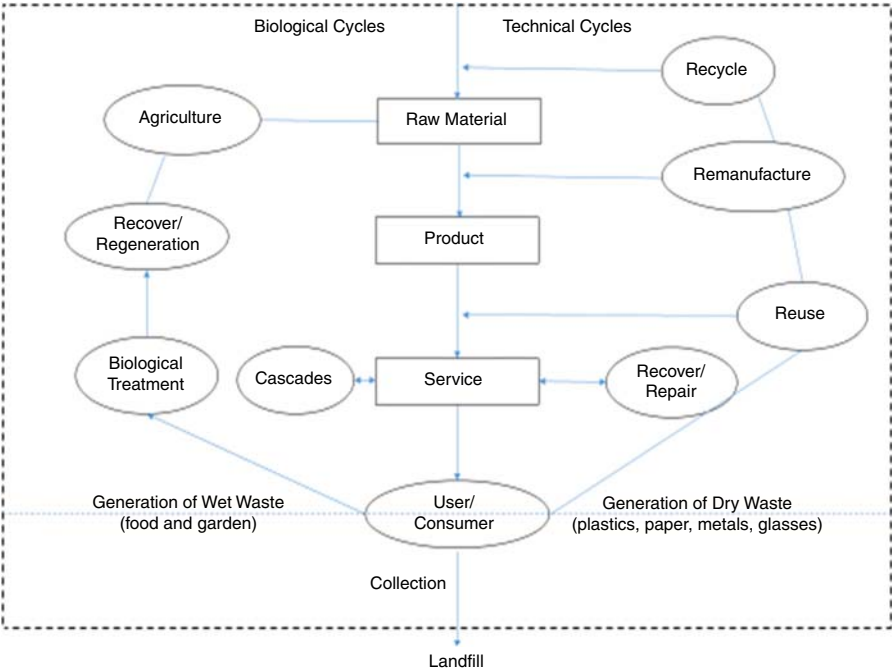 Biological Cycles
Technical Cycles
Recycle
Agriculture
Raw Material
Remanufacture
Recover/
Regeneration
Product
Reuse
Biological
Treatment
Cascades
Service
Recover/
Repair
Generation of Wet Waste
(food and garden)
User/
Consumer
Generation of Dry Waste
(plastics, paper, metals, glasses)
Collection
Landfill